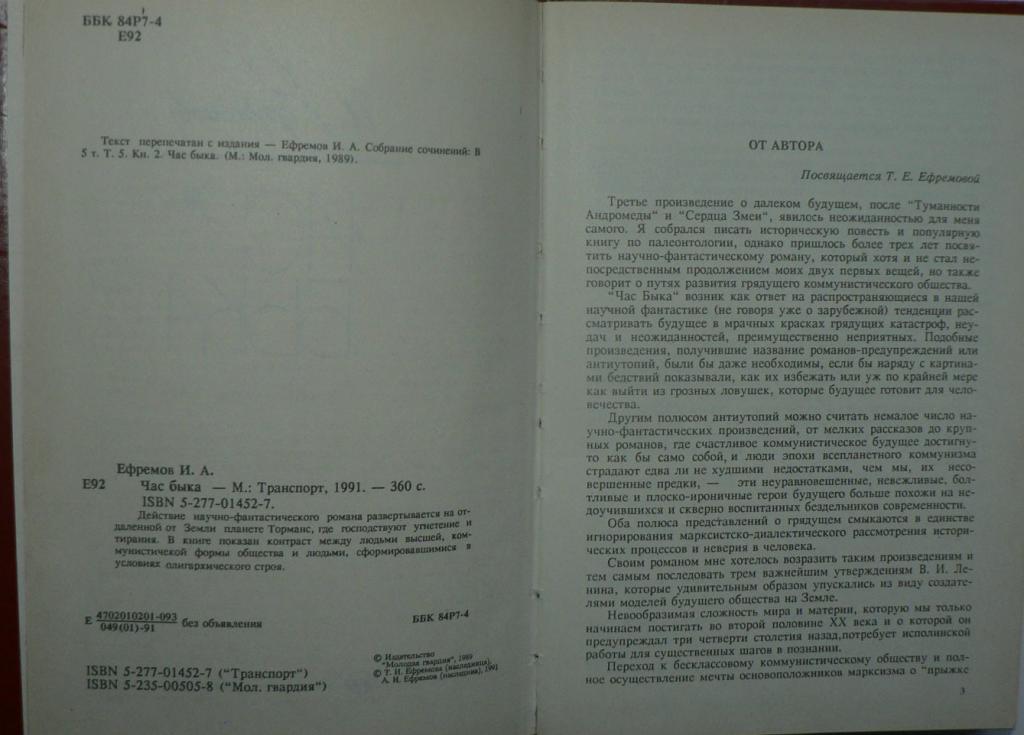 ББК 84Р7-4
Е92
Текст перепечатан с издания — Ефремов И. А. Собрание сочинений: В
5 т. Т. 5. Кн. 2. Час быка. (М.: Мол. гвардия, 1989).
Ефремов И. А.
Е92 Час быка — М.: Транспорт, 1991. — 360 с.
ISBN 5-277-01452-7.
Действие научно-фантастического романа развертывается на от-
даленной от Земли планете Торманс, где господствуют угнетение и
тирания. В книге показан контраст между людьми высшей, ком-
мунистической формы общества и людьми, сформировавшимися в
условиях олигархического строя.
Е 4702010201-093 без объявления ББК 84Р7-4
049(01)-91
ISBN 5-277-01452-7 ("Транспорт")
ISBN 5-235-00505-8 ("Мол. гвардия")
© Издательство
"Молодая гвардия", 1989
© Т. И. Ефремова (наследница),
А. И. Ефремов (наследник), 1991
ОТ АВТОРА
Посвящается Т. Е. Ефремовой
Третье произведение о далеком будущем, после "Туманности
Андромеды" и "Сердца Змеи", явилось неожиданностью для меня
самого. Я собрался писать историческую повесть и популярную
книгу по палеонтологии, однако пришлось более трех лет посвя-
тить научно-фантастическому роману, который хотя и не стал не-
посредственным продолжением моих двух первых вещей, но также
говорит о путях развития грядущего коммунистического общества.
"Час Быка" возник как ответ на распространяющиеся в нашей
научной фантастике (не говоря уже о зарубежной) тенденции рас-
сматривать будущее в мрачных красках грядущих катастроф, неу-
дач и неожиданностей, преимущественно неприятных. Подобные
произведения, получившие название романов-предупреждений или
антиутопий, были бы даже необходимы, если бы наряду с картина-
ми бедствий показывали, как их избежать или уж по крайней мере
как выйти из грозных ловушек, которые будущее готовит для чело-
вечества.
Другим полюсом антиутопий можно считать немалое число на-
учно-фантастических произведений, от мелких рассказов до круп-
ных романов, где счастливое коммунистическое будущее достигну-
то как бы само собой, и люди эпохи всепланетного коммунизма
страдают едва ли не худшими недостатками, чем мы, их несо-
вершенные предки, — эти неуравновешенные, невежливые, бол-
тливые и плоско-ироничные герои будущего больше похожи на не-
доучившихся и скверно воспитанных бездельников современности.
Оба полюса представлений о грядущем смыкаются в единстве
игнорирования марксистско-диалектического рассмотрения истори-
ческих процессов и неверия в человека.
Своим романом мне хотелось возразить таким произведениям и
тем самым последовать трем важнейшим утверждениям В. И. Ле-
нина, которые удивительным образом упускались из виду создате-
лями моделей будущего общества на Земле.
Невообразимая сложность мира и материи, которую мы только
начинаем постигать во второй половине XX века и о которой он
предупреждал три четверти столетия назад,потребует исполинской
работы для существенных шагов в познании.
Переход к бесклассовому коммунистическому обществу и пол-
ное осуществление мечты основоположников марксизма о "прыжке
3